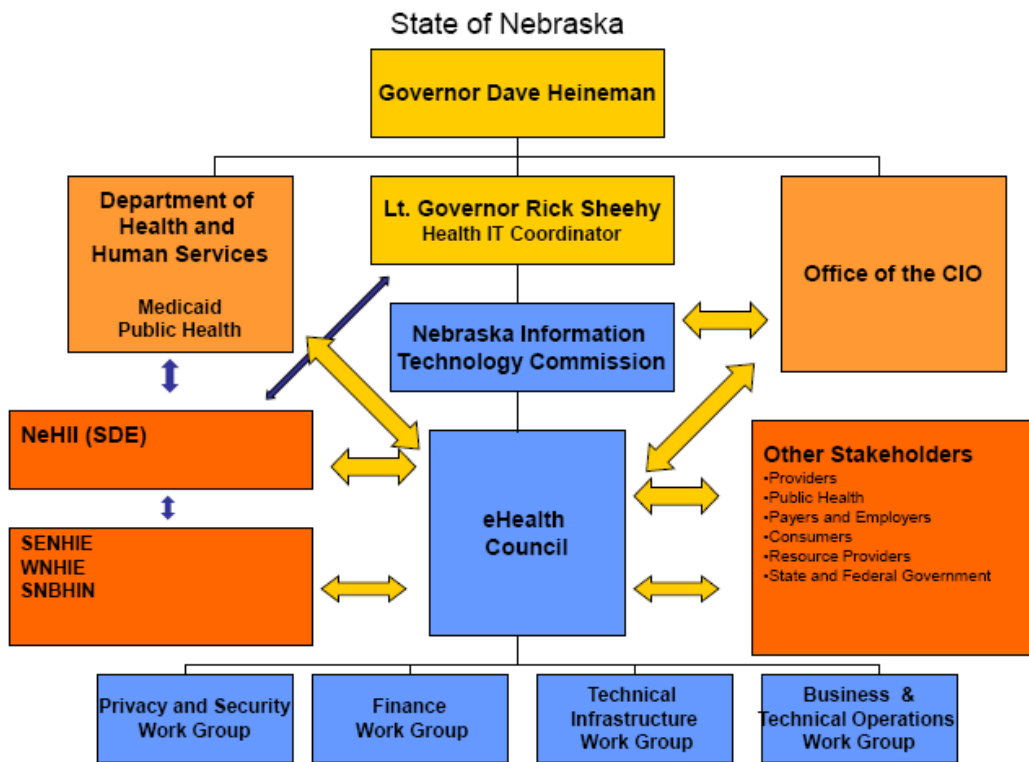 State of Nebraska
Governor Dave Heineman
Department of
Health and
Human Services
Medicaid
Public Health
Lt. Governor Rick Sheehy
Health IT Coordinator
Office of the CIO
Nebraska Information
Technology Commission
NeHII (SDE)
SENHIE
WNHIE
SNBHIN
eHealth
Council
Other Stakeholders
•Providers
•Public Health
•Payers and Employers
•Consumers
•Resource Providers
•State and Federal Government
Privacy and Security
Work Group
Finance
Work Group
Technical
Infrastructure
Work Group
Business &
Technical Operations
Work Group